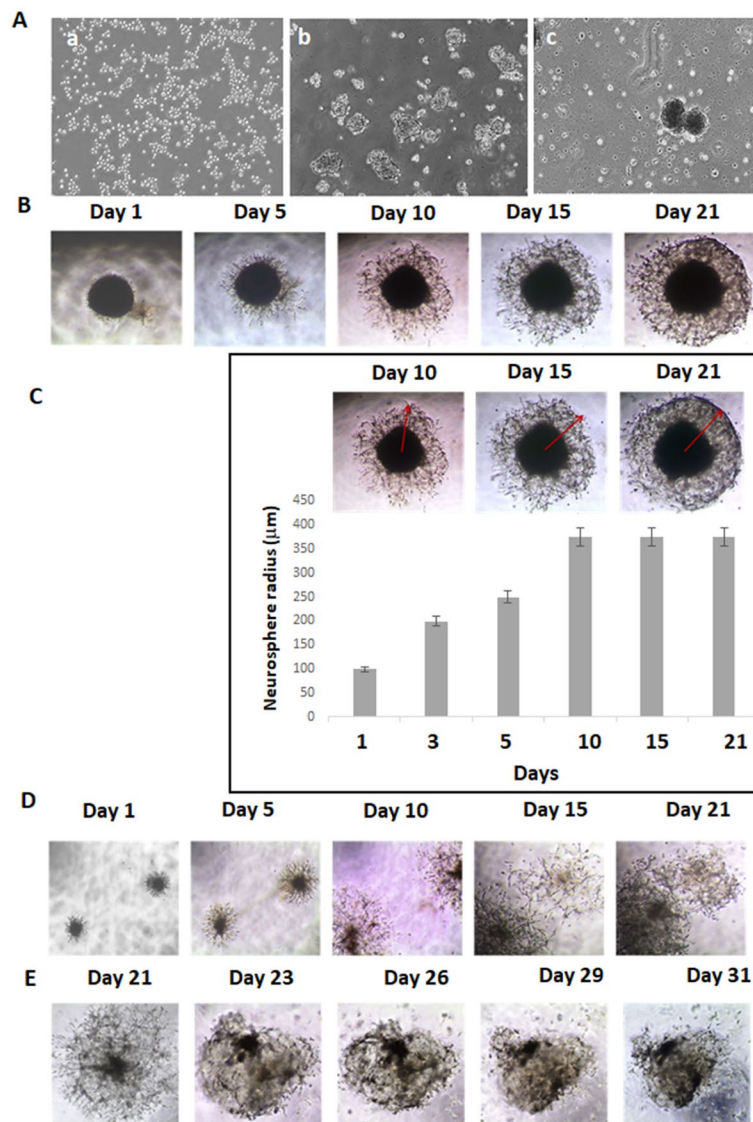 A
a b c
B
Day 1 Day 5 Day 10 Day 15 Day 21
C
Day 10 Day 15 Day 21
Neurosphere radius (μm)
450
400
350
300
250
200
150
100
50
0
1 3 5 10 15 21
Days
D
Day 1 Day 5 Day 10 Day 15 Day 21
E
Day 21 Day 23 Day 26 Day 29 Day 31